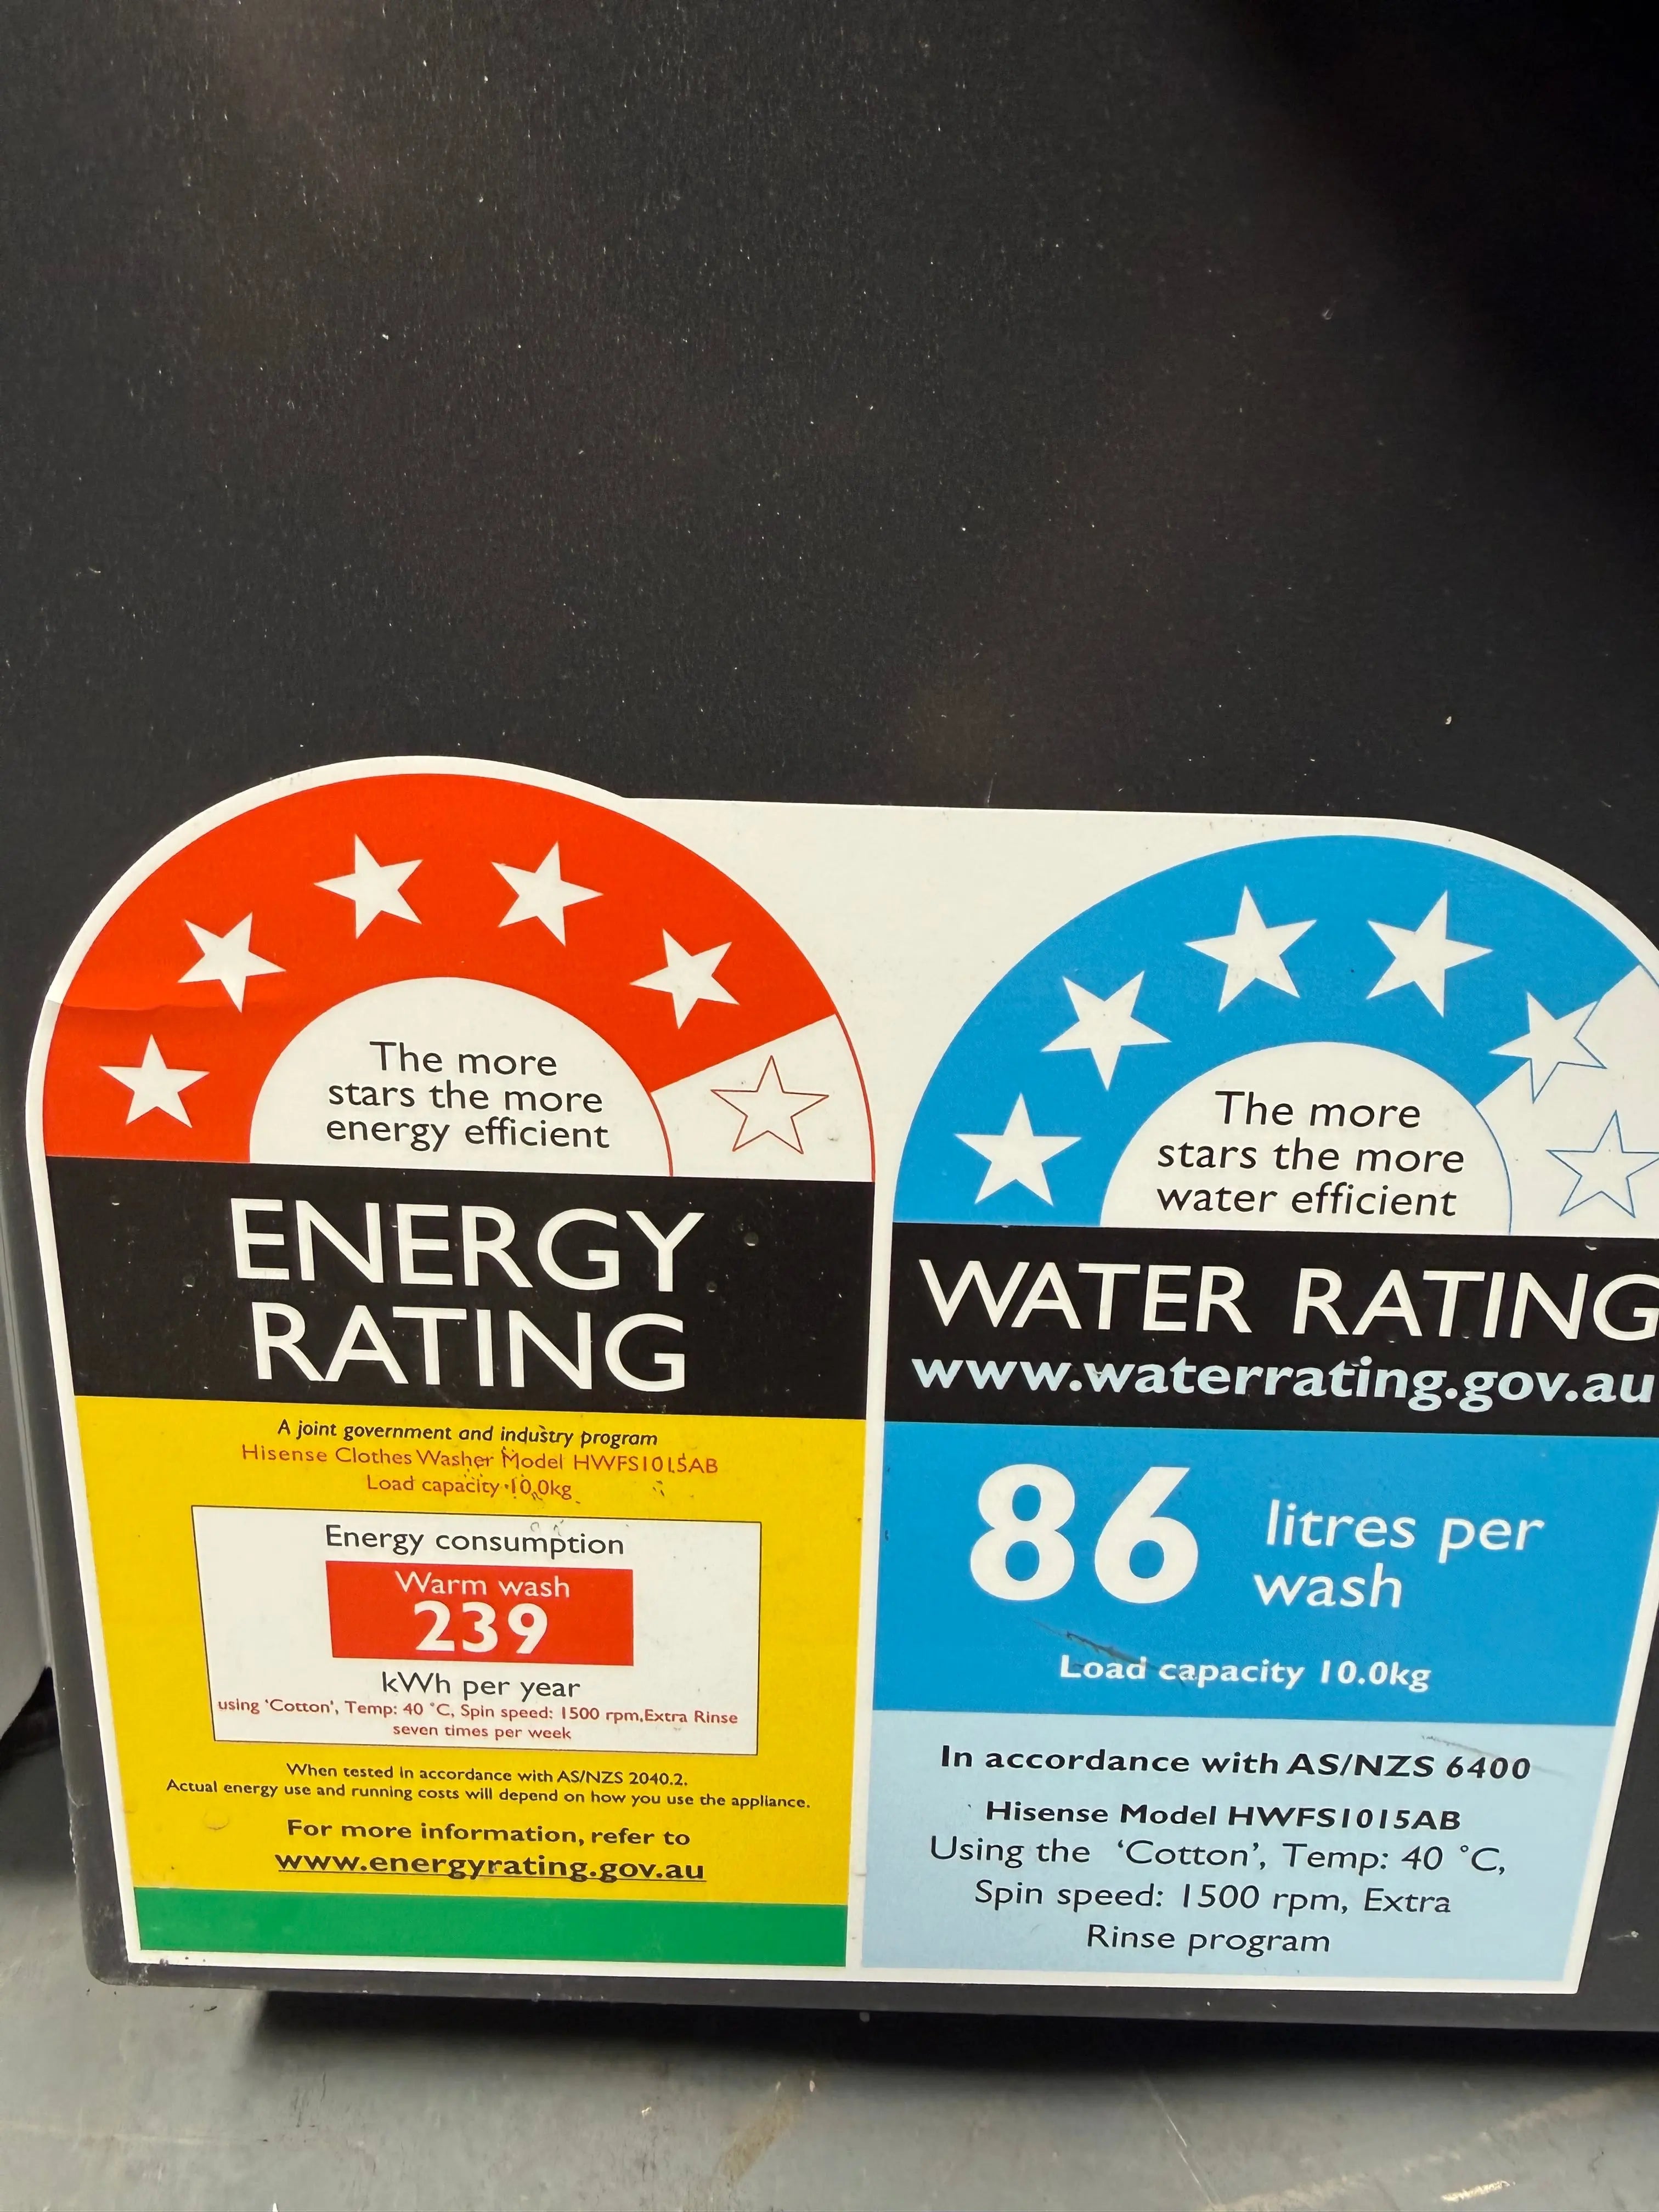 The more
stars the more
energy efficient
ENERGY
RATING
A joint government and industry program
Hisense Clothes Washer Model HWFS1015AB
Load capacity 10.0kg
Energy consumption
Warm wash
239
kWh per year
using 'Cotton', Temp: 40 °C, Spin speed: 1500 rpm,Extra Rinse
seven times per week
When tested in accordance with AS/NZS 2040.2.
Actual energy use and running costs will depend on how you use the appliance.
For more information, refer to
www.energyrating.gov.au
The more
stars the more
water efficient
WATER RATING
www.waterrating.gov.au
86 litres per
wash
Load capacity 10.0kg
In accordance with AS/NZS 6400
Hisense Model HWFS1015AB
Using the 'Cotton', Temp: 40 °C,
Spin speed: 1500 rpm, Extra
Rinse program